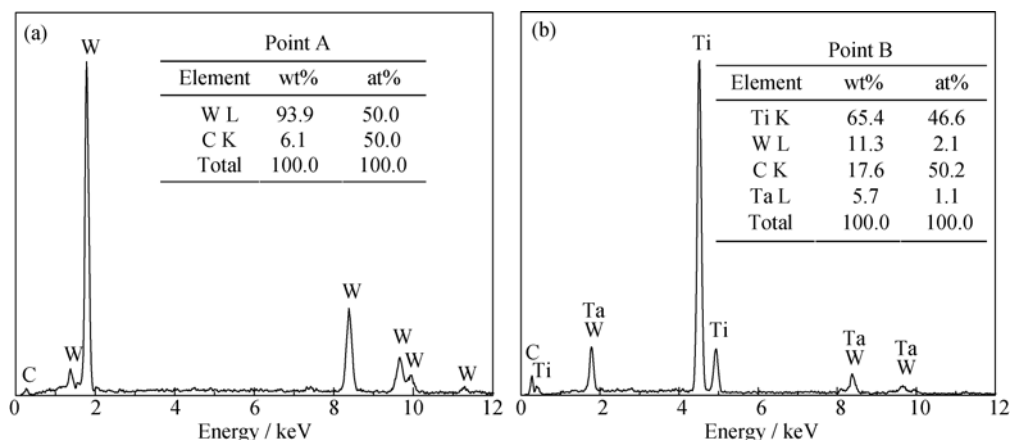 (a)
W
Point A
Element wt% at%
W L 93.9 50.0
C K 6.1 50.0
Total 100.0 100.0
W
W
W
W
C
W
0 2 4 6 8 10 12
Energy / keV
(b)
Ti
Point B
Element wt% at%
Ti K 65.4 46.6
W L 11.3 2.1
C K 17.6 50.2
Ta L 5.7 1.1
Total 100.0 100.0
Ta
W
Ti
Ta
W
Ta
W
C
Ti
0 2 4 6 8 10 12
Energy / keV